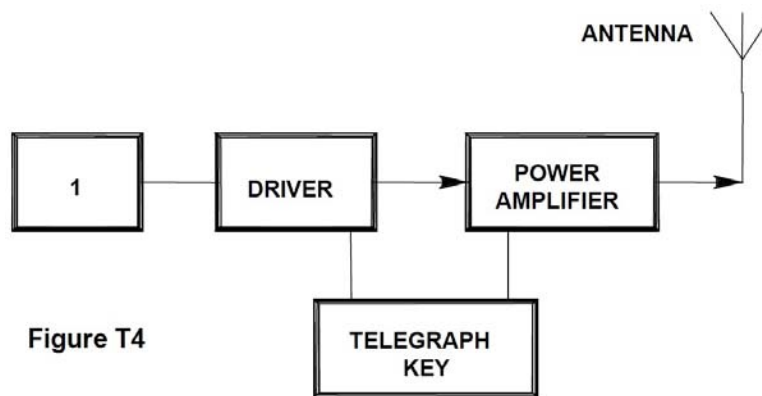 ANTENNA
1
DRIVER
POWER
AMPLIFIER
Figure T4
TELEGRAPH
KEY